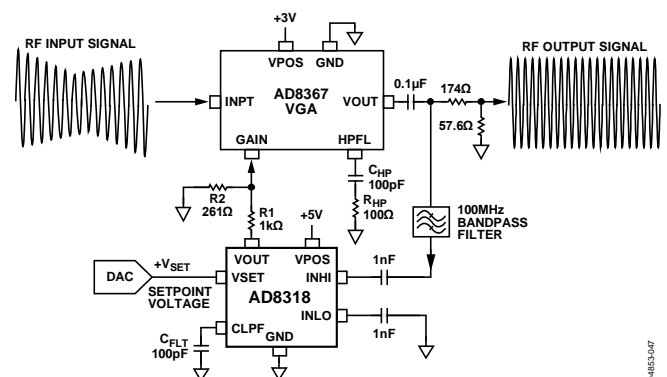 +3V
RF INPUT SIGNAL
RF OUTPUT SIGNAL
VPOS
GND
AD8367
VGA
INPT
VOUT
0.1µF
174Ω
57.6Ω
GAIN
HPFL
CHP
100pF
RHP
100Ω
R2
261Ω
R1
1kΩ
+5V
100MHz
BANDPASS
FILTER
DAC
+VSET
SETPOINT
VOLTAGE
VOUT
VPOS
VSET
INHI
1nF
AD8318
INLO
1nF
CLPF
GND
CFLT
100pF
04853-047